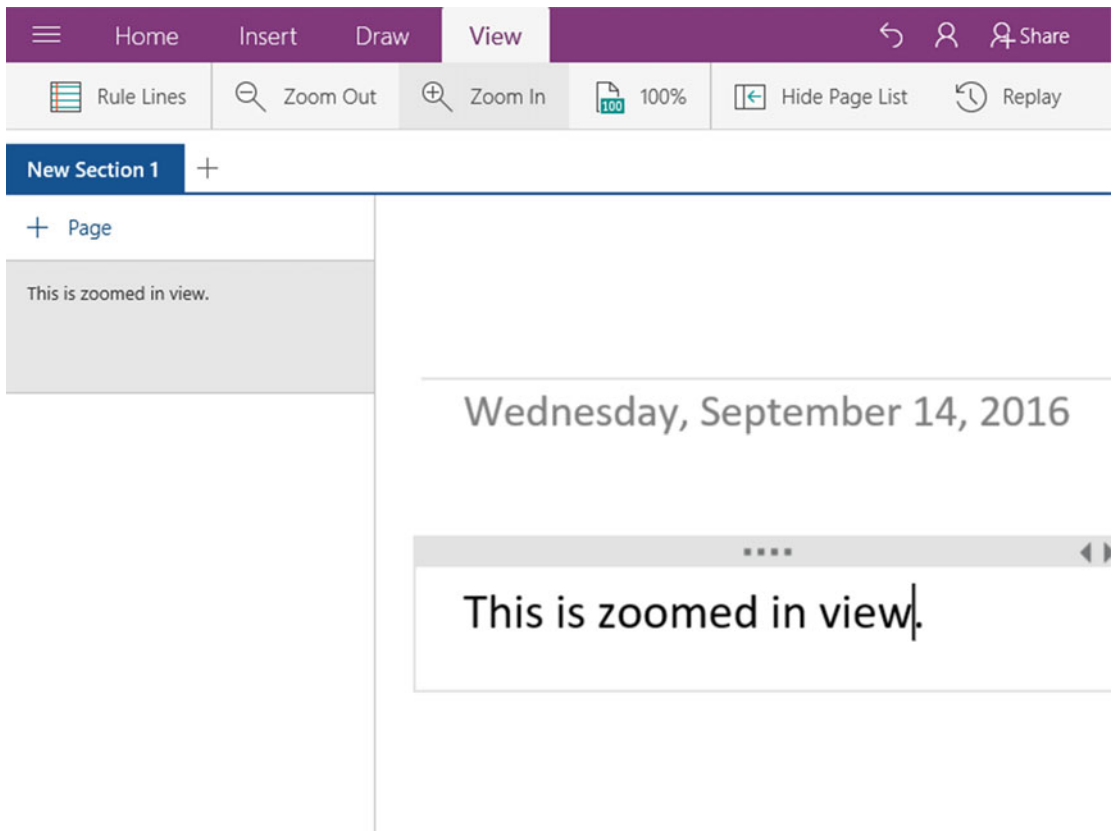 Home Insert Draw View Share
Rule Lines Zoom Out Zoom In 100 100% Hide Page List Replay
New Section 1 +
+ Page
This is zoomed in view.
Wednesday, September 14, 2016
This is zoomed in view.